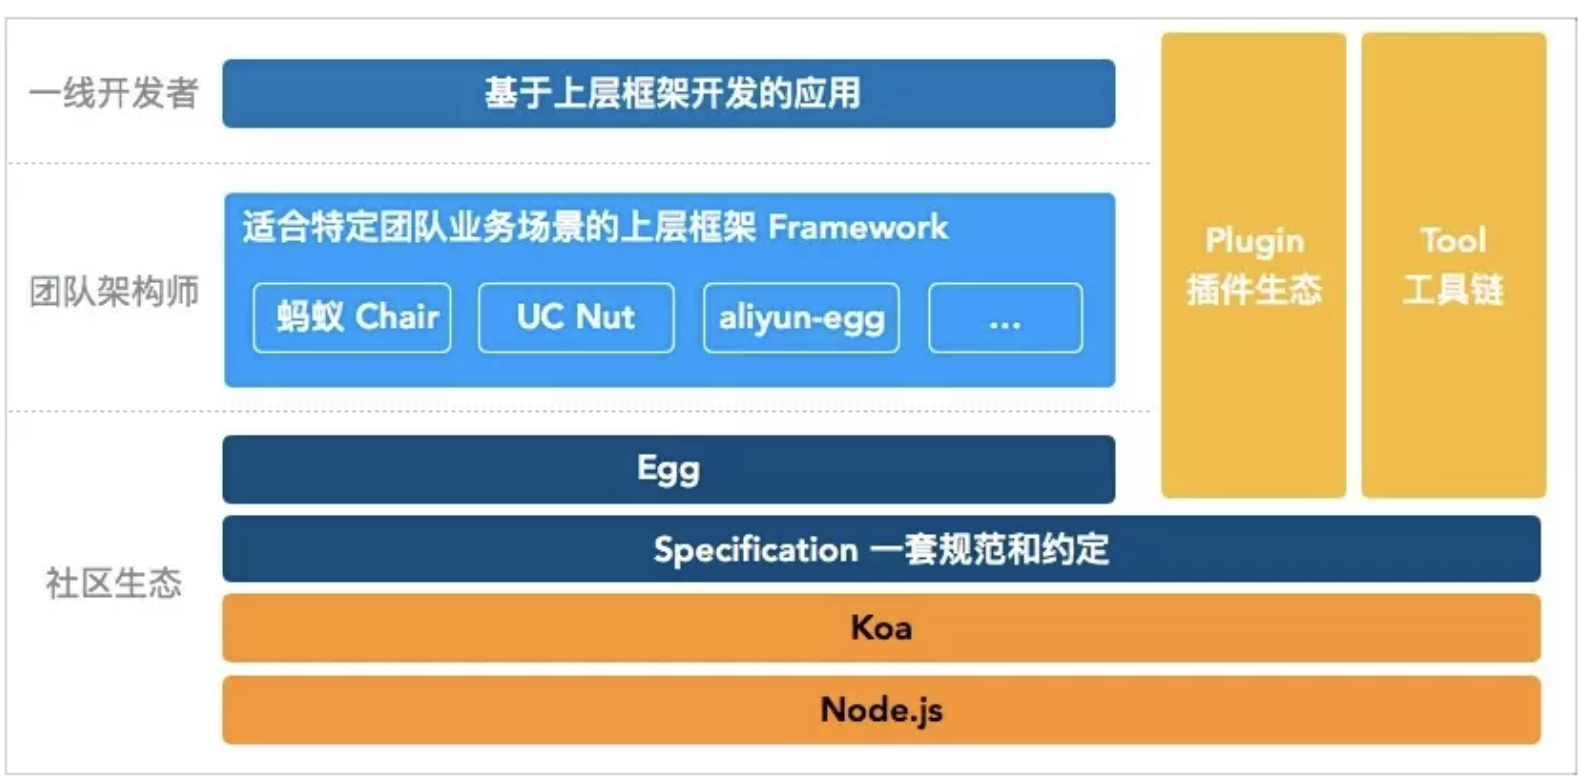 一线开发者
基于上层框架开发的应用
团队架构师
适合特定团队业务场景的上层框架 Framework
蚂蚁 Chair
UC Nut
aliyun-egg
...
Plugin
插件生态
Tool
工具链
社区生态
Egg
Specification 一套规范和约定
Koa
Node.js